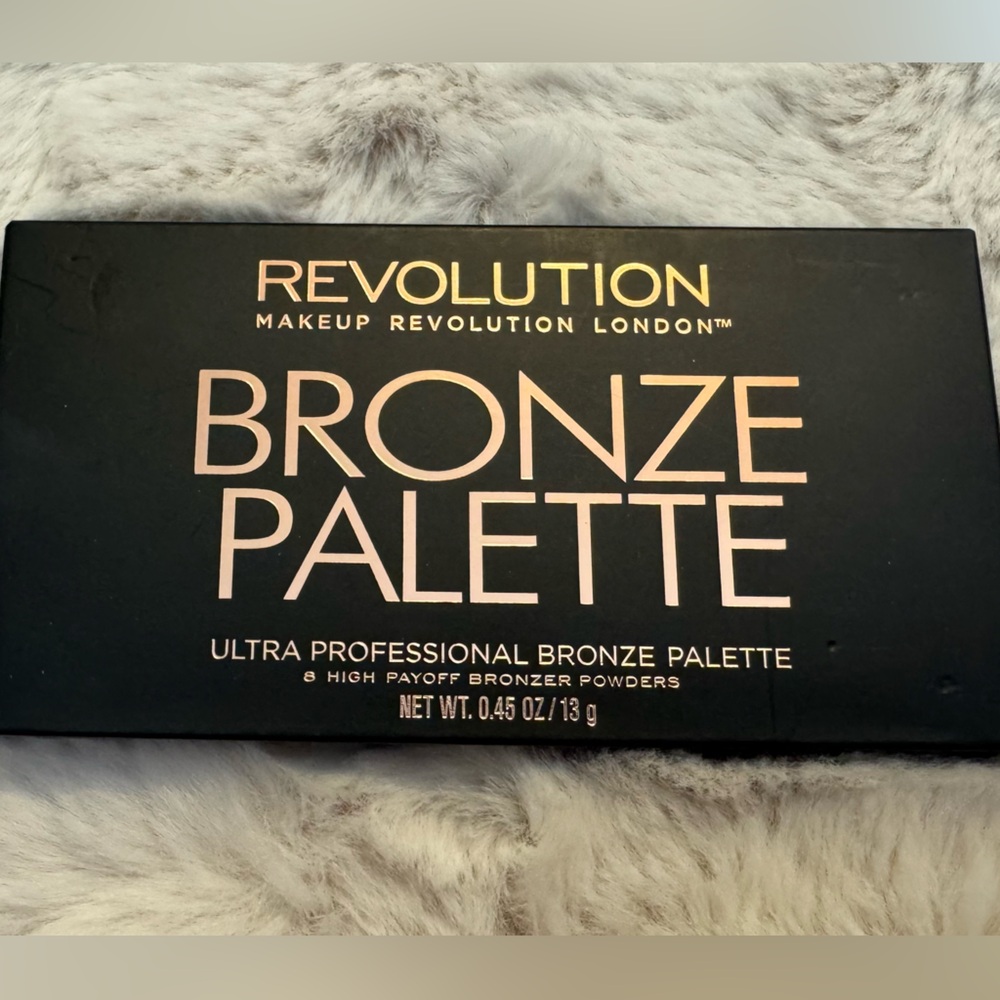 REVOLUTION
MAKEUP REVOLUTION LONDON™
BRONZE
PALETTE
ULTRA PROFESSIONAL BRONZE PALETTE
8 HIGH PAYOFF BRONZER POWDERS
NET WT. 0.45 OZ/13 g